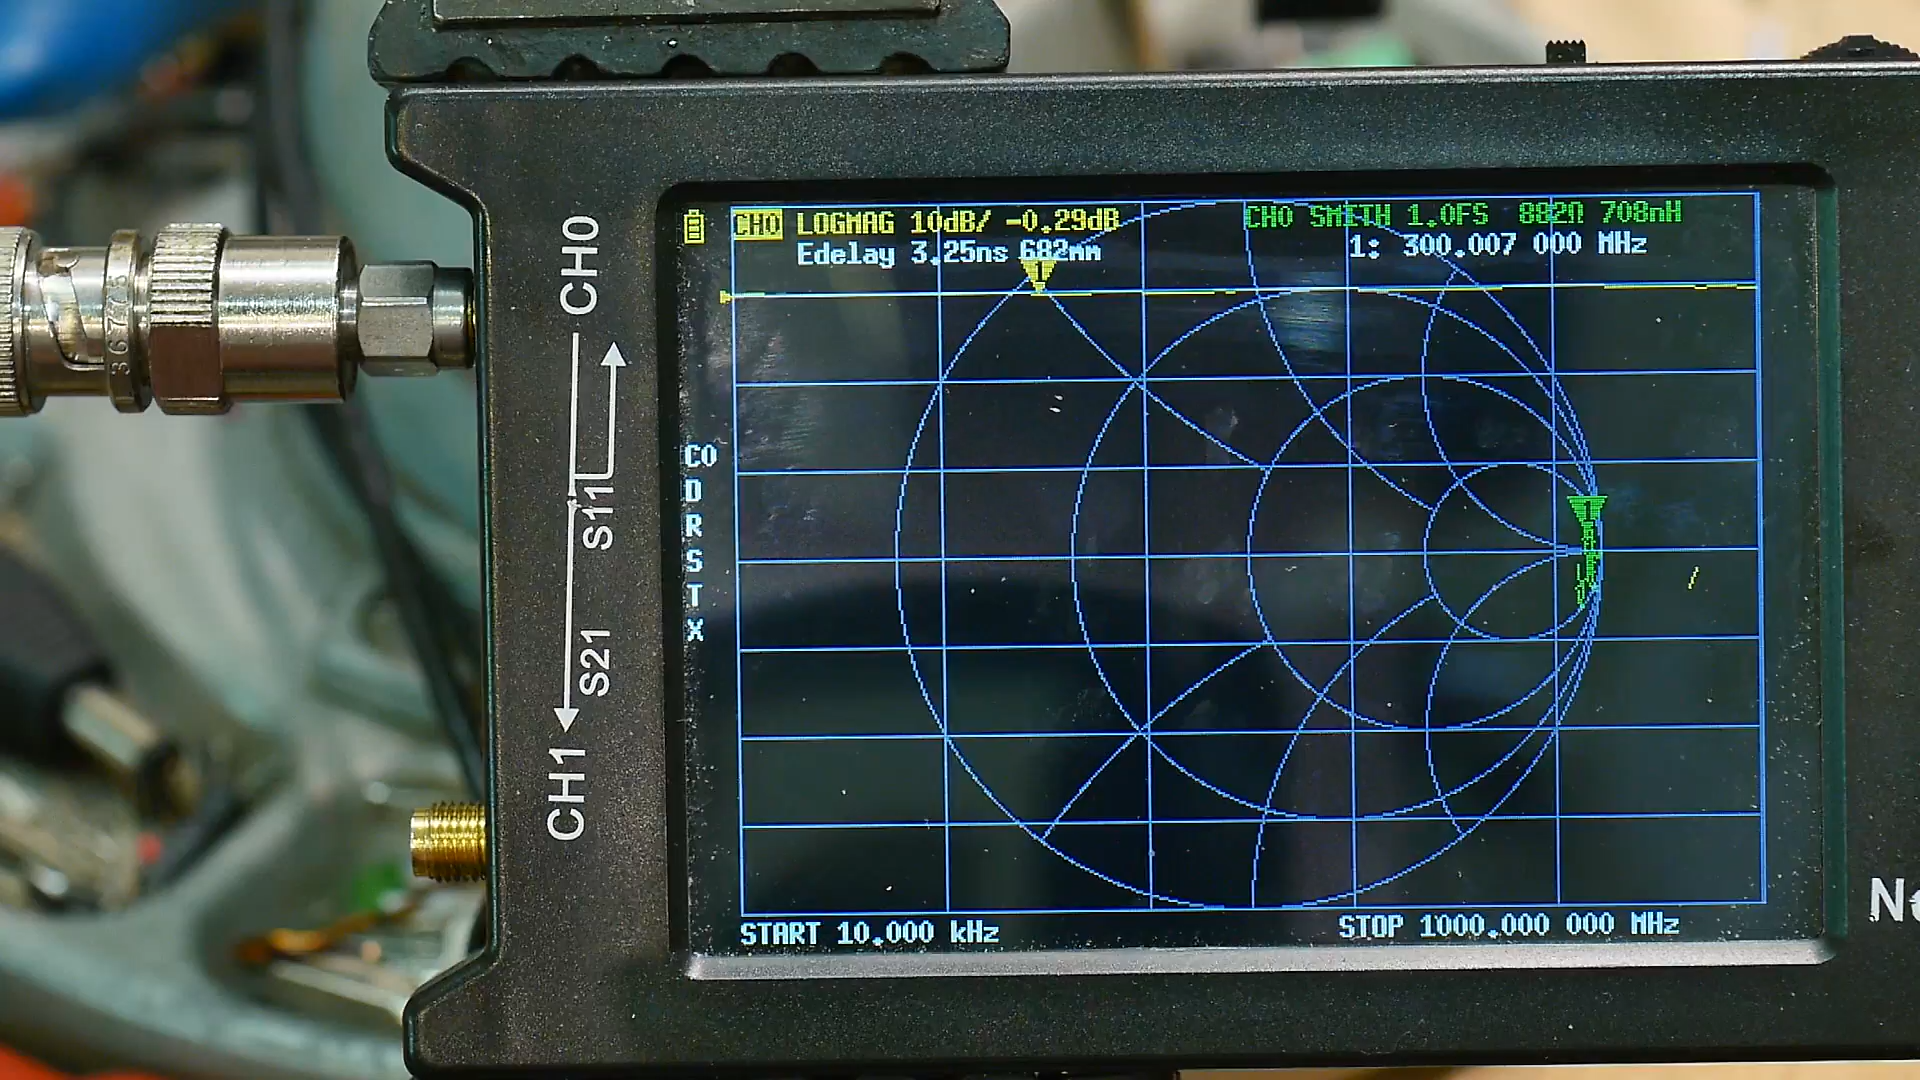 CH0 LOGMAG 10dB/ -0.29dB
CH0 SMITH 1.0FS 882Ω 708nH
Edelay 3.25ns 682mm
1: 300.007 000 MHz
C0
D
R
S
T
X
START 10.000 kHz
STOP 1000.000 000 MHz
CH0
S11
S21
CH1